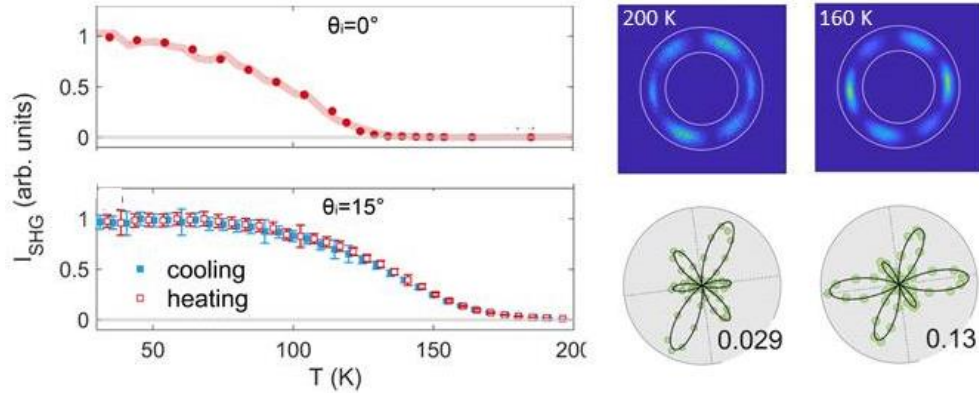 θi=0°
1
0.5
0
ISHG (arb. units)
θi=15°
1
0.5
0
cooling
heating
50
100
150
200
T (K)
200 K
160 K
0.029
0.13